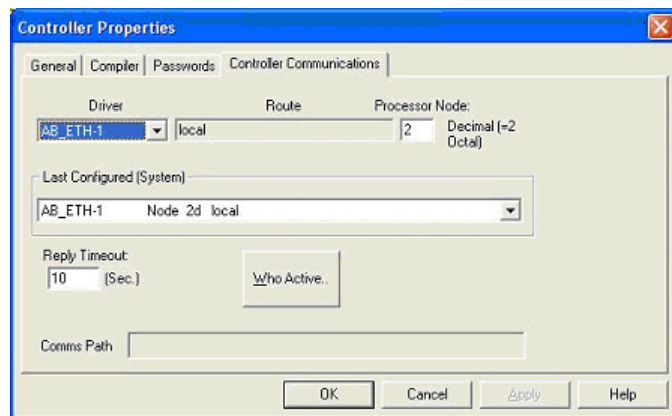 Controller Properties
General Compiler Passwords Controller Communications
Driver Route Processor Node:
AB_ETH-1 local 2 Decimal (=2
Octal)
Last Configured (System)
AB_ETH-1 Node 2d local
Reply Timeout:
10 (Sec.) Who Active..
Comms Path
OK Cancel Apply Help